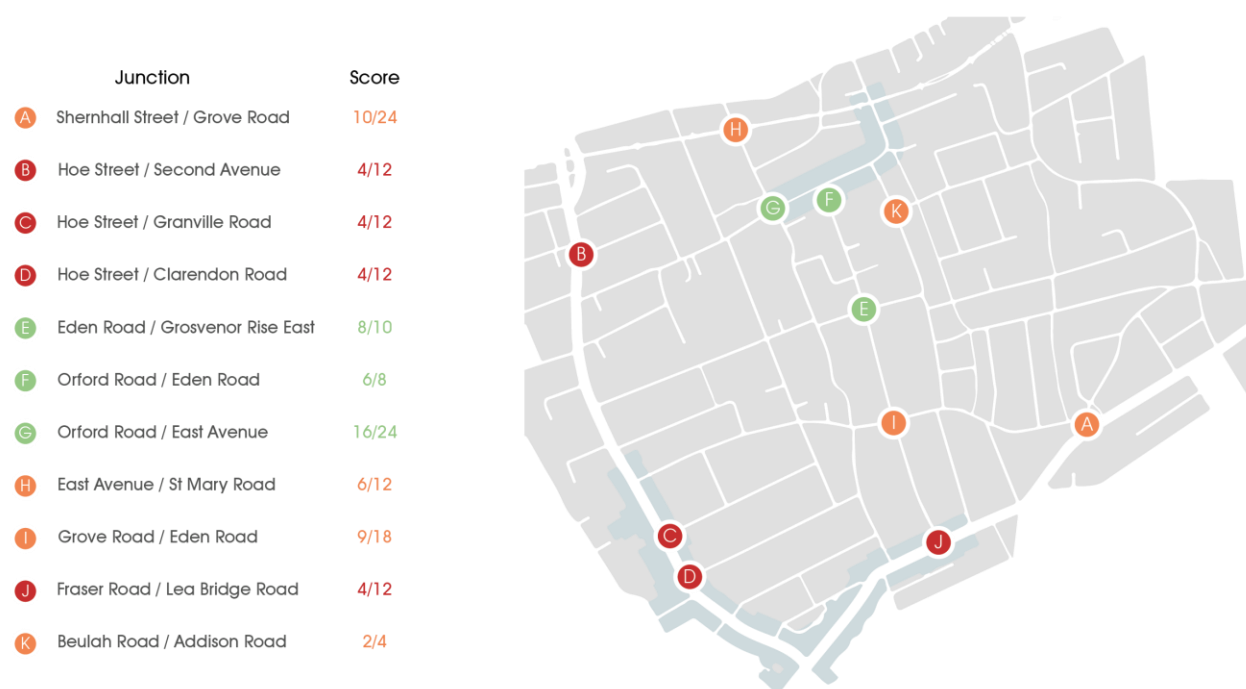 Junction Score
A Shernhall Street / Grove Road 10/24
B Hoe Street / Second Avenue 4/12
C Hoe Street / Granville Road 4/12
D Hoe Street / Clarendon Road 4/12
E Eden Road / Grosvenor Rise East 8/10
F Orford Road / Eden Road 6/8
G Orford Road / East Avenue 16/24
H East Avenue / St Mary Road 6/12
I Grove Road / Eden Road 9/18
J Fraser Road / Lea Bridge Road 4/12
K Beulah Road / Addison Road 2/4
H
F
G
K
B
E
I
A
C
J
D